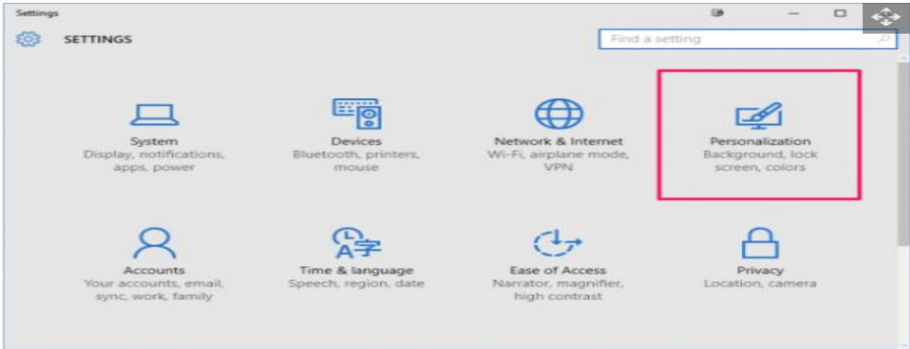 Settings
SETTINGS
Find a setting
System
Display, notifications,
apps, power
Devices
Bluetooth, printers,
mouse
Network & Internet
Wi-Fi, airplane mode,
VPN
Personalization
Background, lock
screen, colors
Accounts
Your accounts, email,
sync, work, family
A字
Time & language
Speech, region, date
Ease of Access
Narrator, magnifier,
high contrast
Privacy
Location, camera